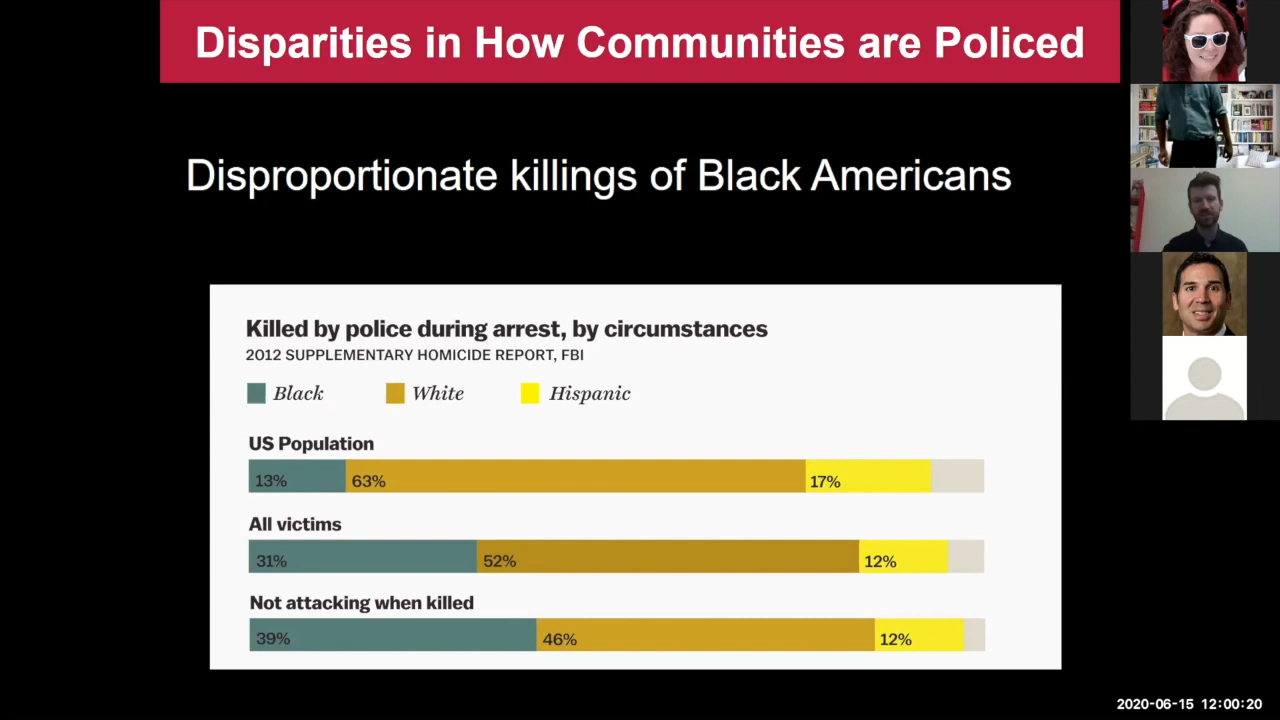 Disparities in How Communities are Policed
Disproportionate killings of Black Americans
Killed by police during arrest, by circumstances
2012 SUPPLEMENTARY HOMICIDE REPORT, FBI
Black White Hispanic
US Population
13% 63% 17%
All victims
31% 52% 12%
Not attacking when killed
39% 46% 12%
2020-06-15 12:00:20